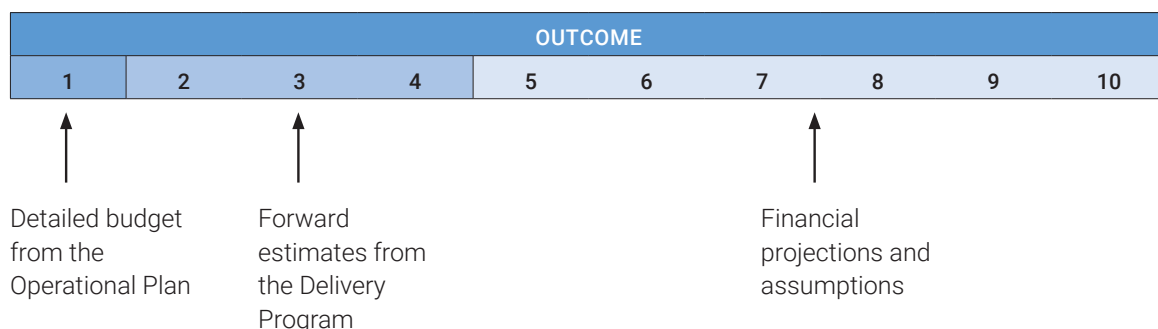 OUTCOME
1 2 3 4 5 6 7 8 9 10
Detailed budget
from the
Operational Plan
Forward
estimates from
the Delivery
Program
Financial
projections and
assumptions